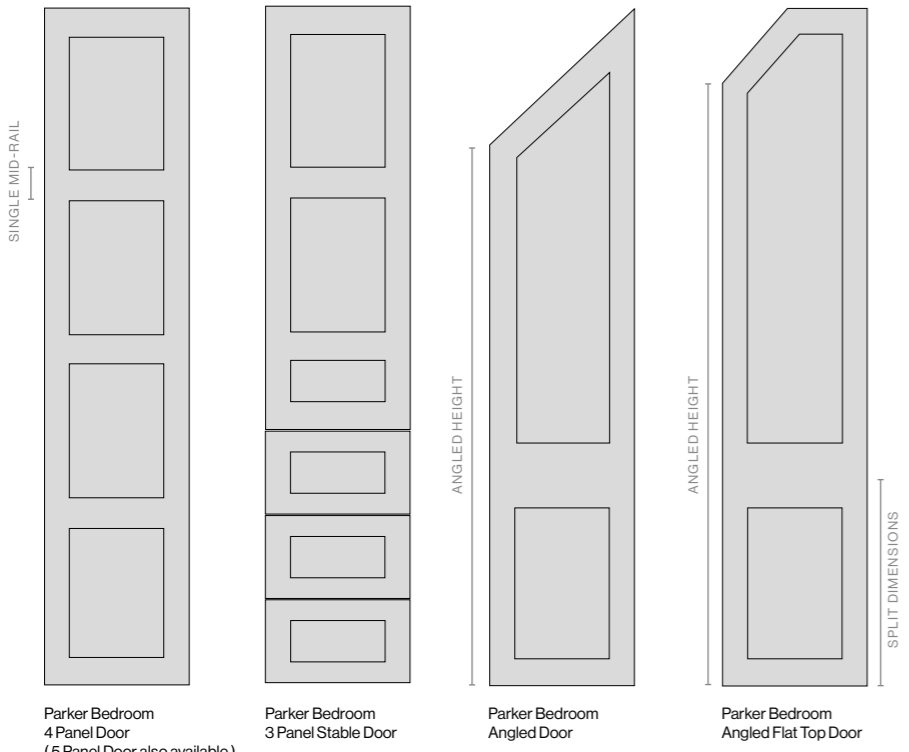 SINGLE MID-RAIL
ANGLED HEIGHT
ANGLED HEIGHT
SPLIT DIMENSIONS
Parker Bedroom
4 Panel Door
( 5 Panel Door also available )
Parker Bedroom
3 Panel Stable Door
Parker Bedroom
Angled Door
Parker Bedroom
Angled Flat Top Door